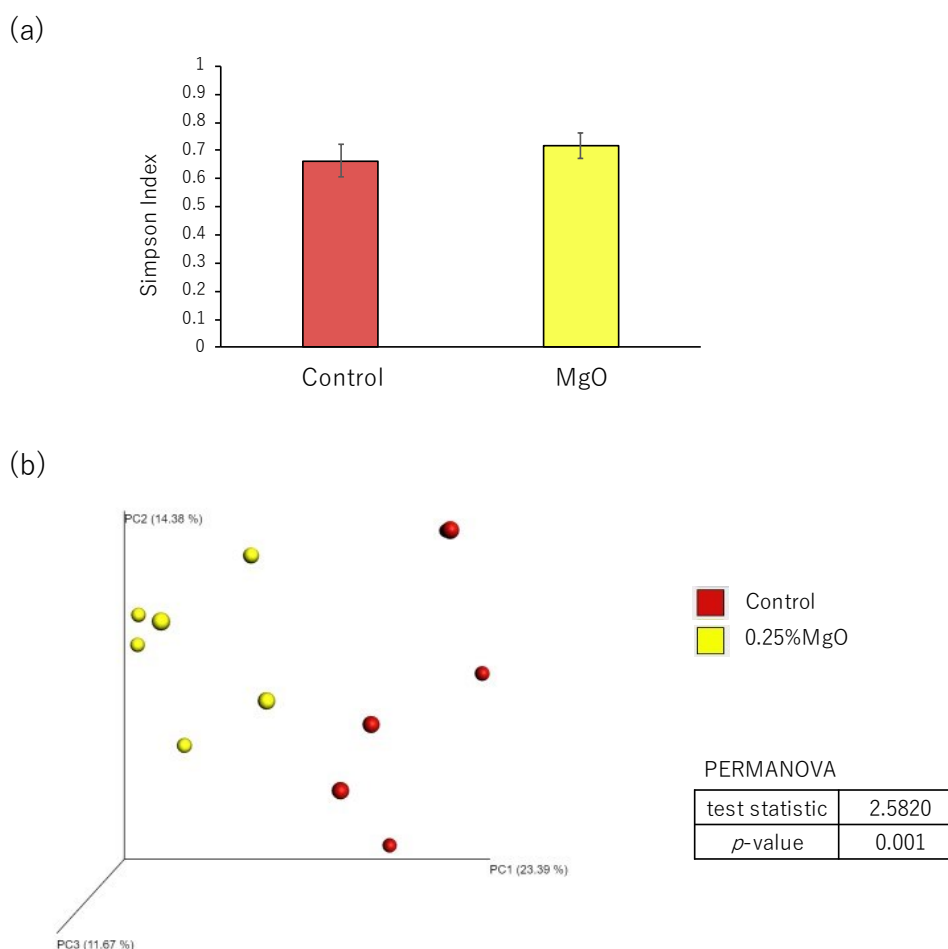 (a)
1
0.9
0.8
0.7
0.6
0.5
0.4
0.3
0.2
0.1
0
Simpson Index
Control
MgO
(b)
PC2 (14.38 %)
PC1 (23.39 %)
PC3 (11.67 %)
Control
0.25%MgO
PERMANOVA
test statistic 2.5820
p-value 0.001